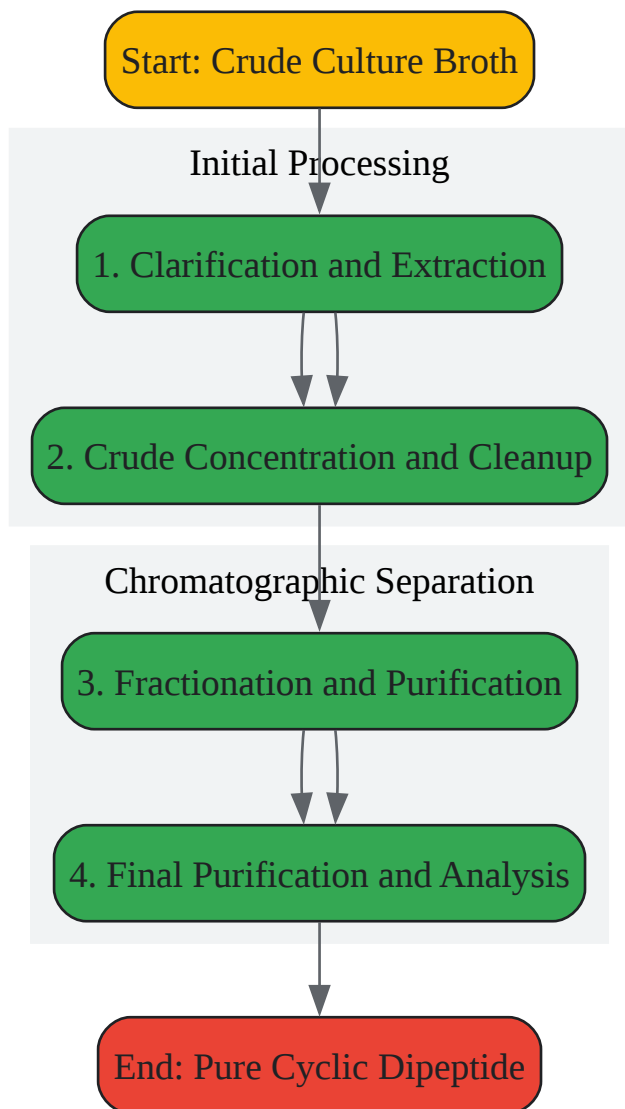 Start: Crude Culture Broth
Initial Processing
1. Clarification and Extraction
2. Crude Concentration and Cleanup
Chromatographic Separation
3. Fractionation and Purification
4. Final Purification and Analysis
End: Pure Cyclic Dipeptide